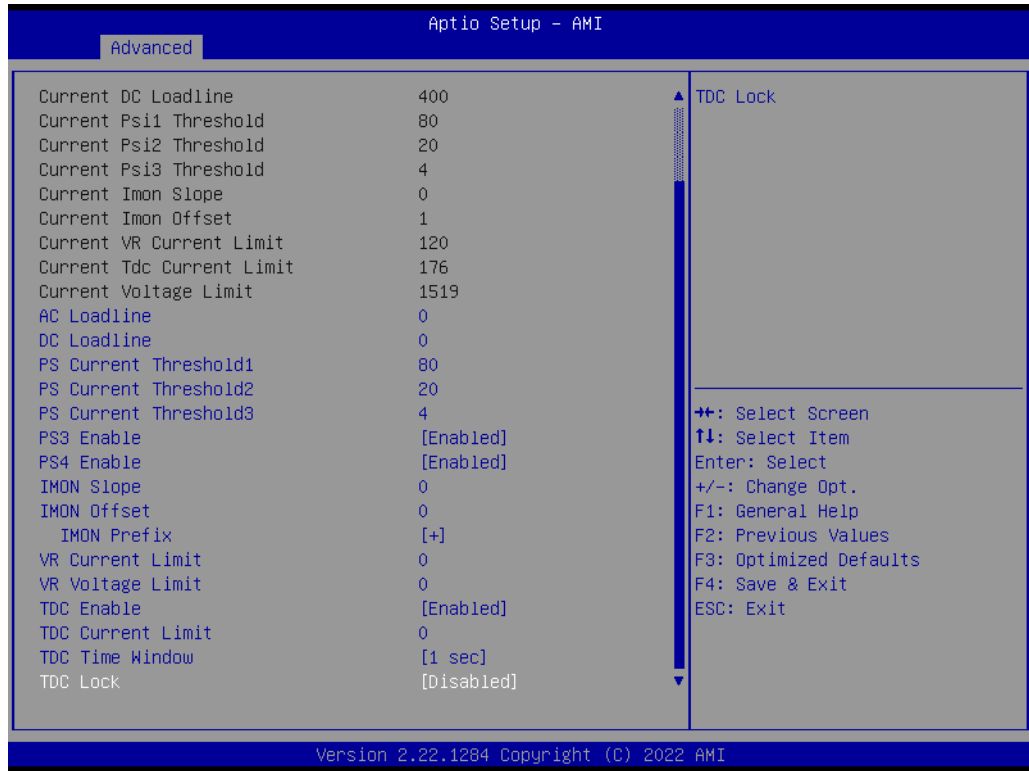 Aptio Setup – AMI
Advanced
Current DC Loadline 400
Current Psi1 Threshold 80
Current Psi2 Threshold 20
Current Psi3 Threshold 4
Current Imon Slope 0
Current Imon Offset 1
Current VR Current Limit 120
Current Tdc Current Limit 176
Current Voltage Limit 1519
AC Loadline 0
DC Loadline 0
PS Current Threshold1 80
PS Current Threshold2 20
PS Current Threshold3 4
PS3 Enable [Enabled]
PS4 Enable [Enabled]
IMON Slope 0
IMON Offset 0
IMON Prefix [+]
VR Current Limit 0
VR Voltage Limit 0
TDC Enable [Enabled]
TDC Current Limit 0
TDC Time Window [1 sec]
TDC Lock [Disabled]
TDC Lock
→←: Select Screen
↑↓: Select Item
Enter: Select
+/-: Change Opt.
F1: General Help
F2: Previous Values
F3: Optimized Defaults
F4: Save & Exit
ESC: Exit
Version 2.22.1284 Copyright (C) 2022 AMI